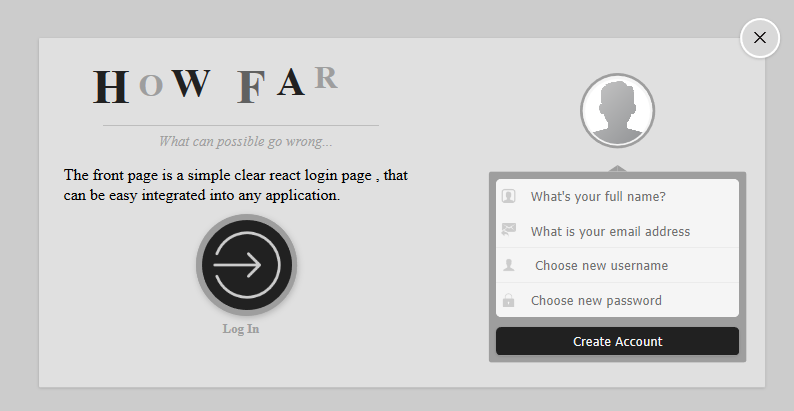 HOW FAR
What can possible go wrong...
The front page is a simple clear react login page , that
can be easy integrated into any application.
Log In
What's your full name?
What is your email address
Choose new username
Choose new password
Create Account